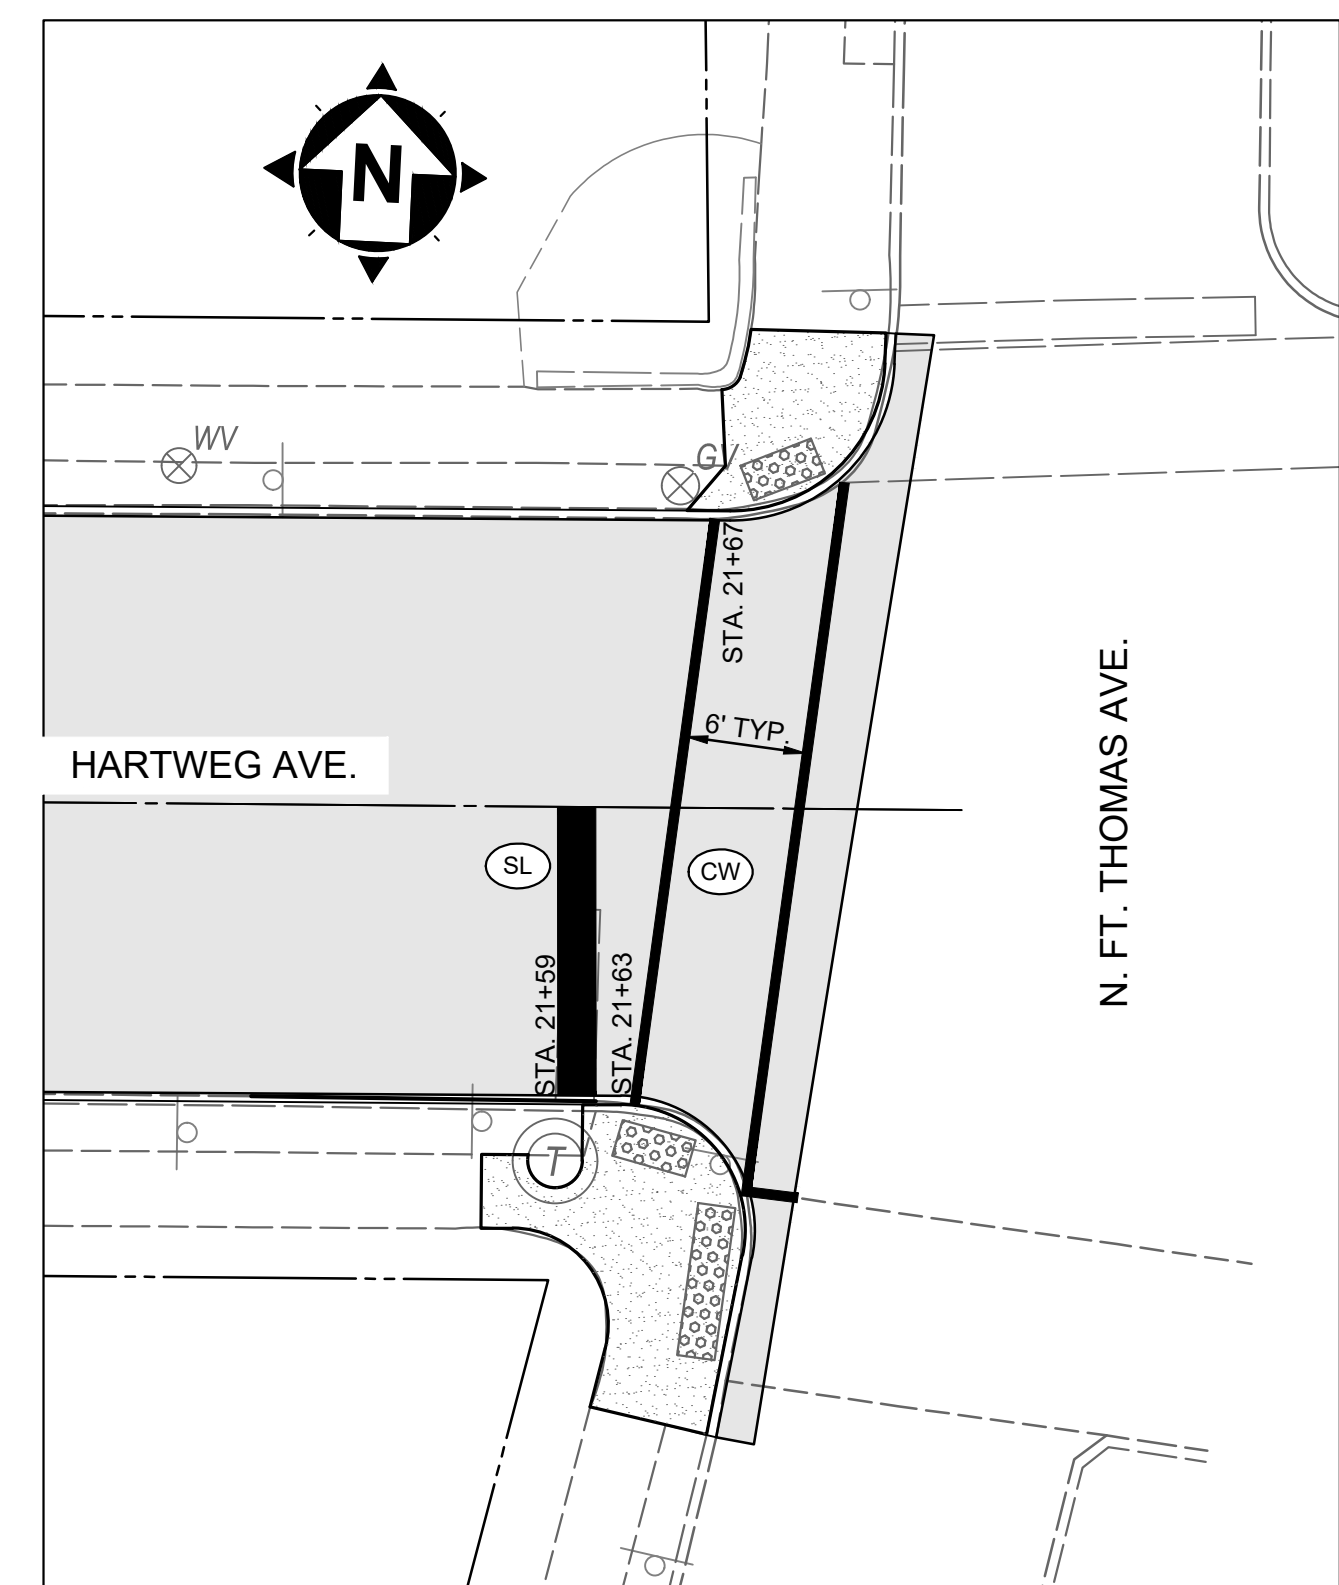 N
WV
GV
STA. 21+67
6' TYP.
HARTWEG AVE.
N. FT. THOMAS AVE.
SL
CW
STA. 21+59
STA. 21+63
T